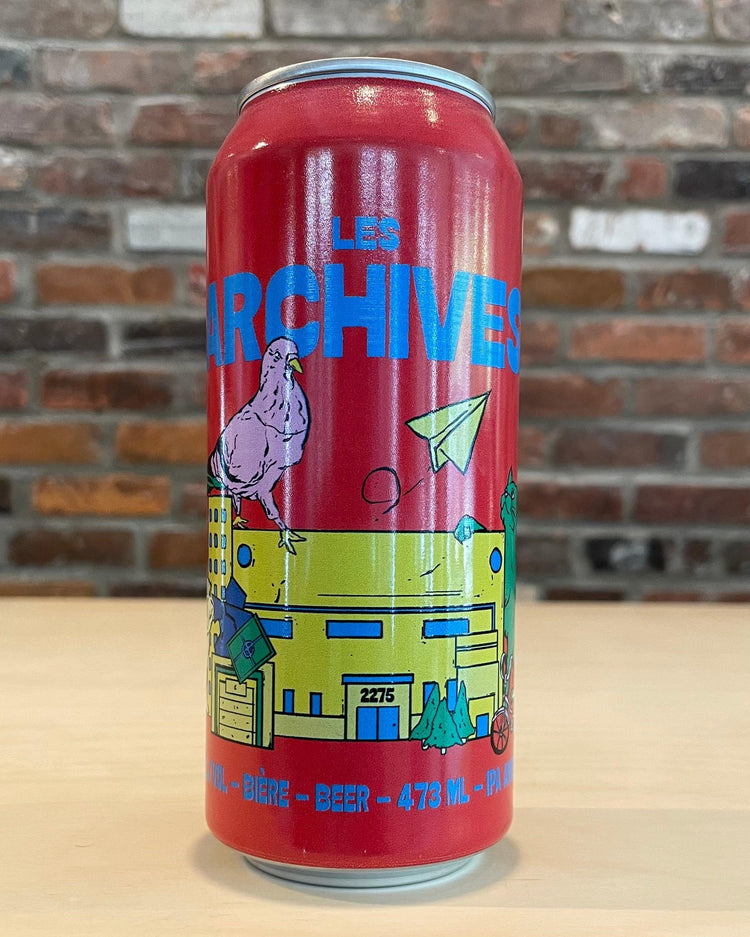 LES
ARCHIVES
2275
- BIÈRE - BEER - 473 ML - IPA